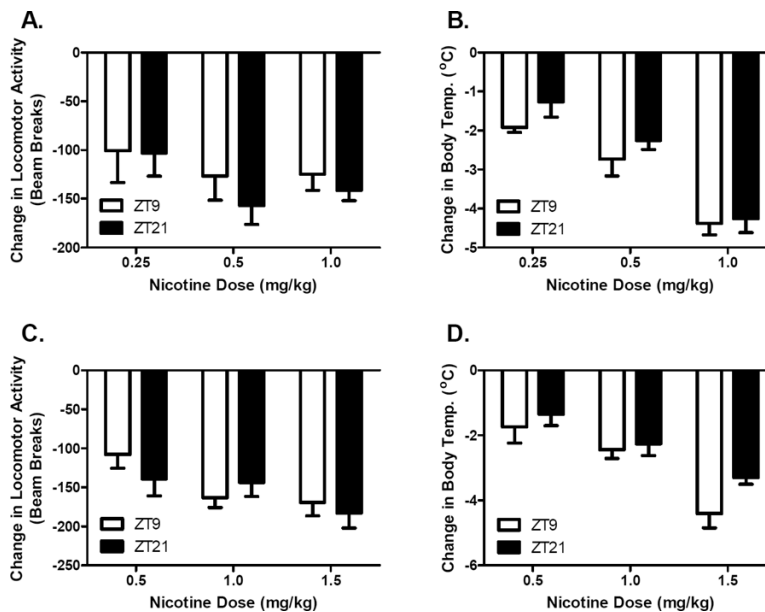 A.
Change in Locomotor Activity
(Beam Breaks)
0
-50
-100
-150
-200
ZT9
ZT21
0.25 0.5 1.0
Nicotine Dose (mg/kg)
B.
Change in Body Temp. (°C)
0
-1
-2
-3
-4
-5
ZT9
ZT21
0.25 0.5 1.0
Nicotine Dose (mg/kg)
C.
Change in Locomotor Activity
(Beam Breaks)
0
-50
-100
-150
-200
-250
ZT9
ZT21
0.5 1.0 1.5
Nicotine Dose (mg/kg)
D.
Change in Body Temp. (°C)
0
-2
-4
-6
ZT9
ZT21
0.5 1.0 1.5
Nicotine Dose (mg/kg)